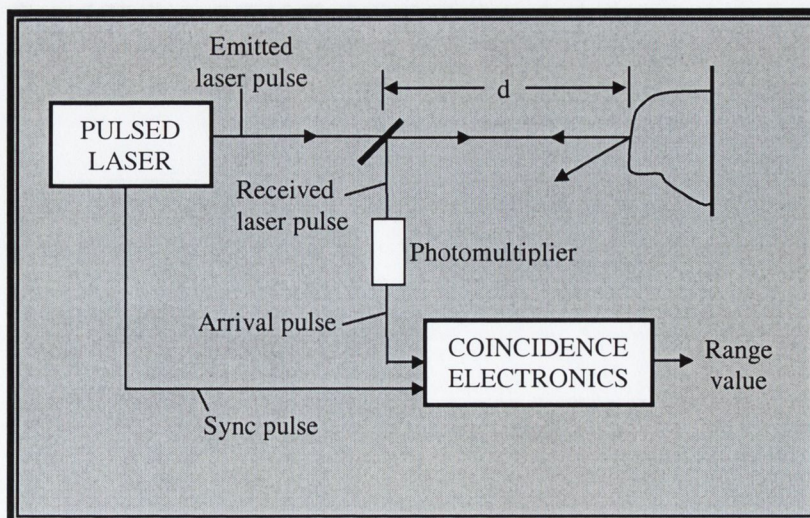 Emitted
laser pulse
d
PULSED
LASER
Received
laser pulse
Photomultiplier
Arrival pulse
COINCIDENCE
ELECTRONICS
Range
value
Sync pulse